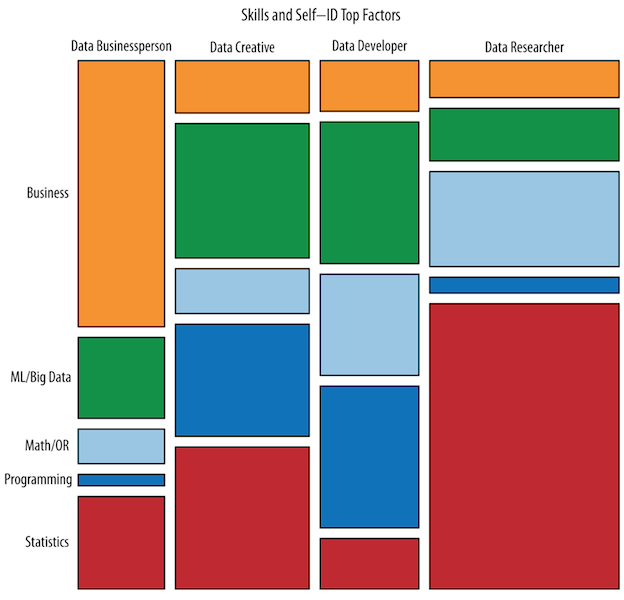 Skills and Self–ID Top Factors
Data Businessperson
Data Creative
Data Developer
Data Researcher
Business
ML/Big Data
Math/OR
Programming
Statistics